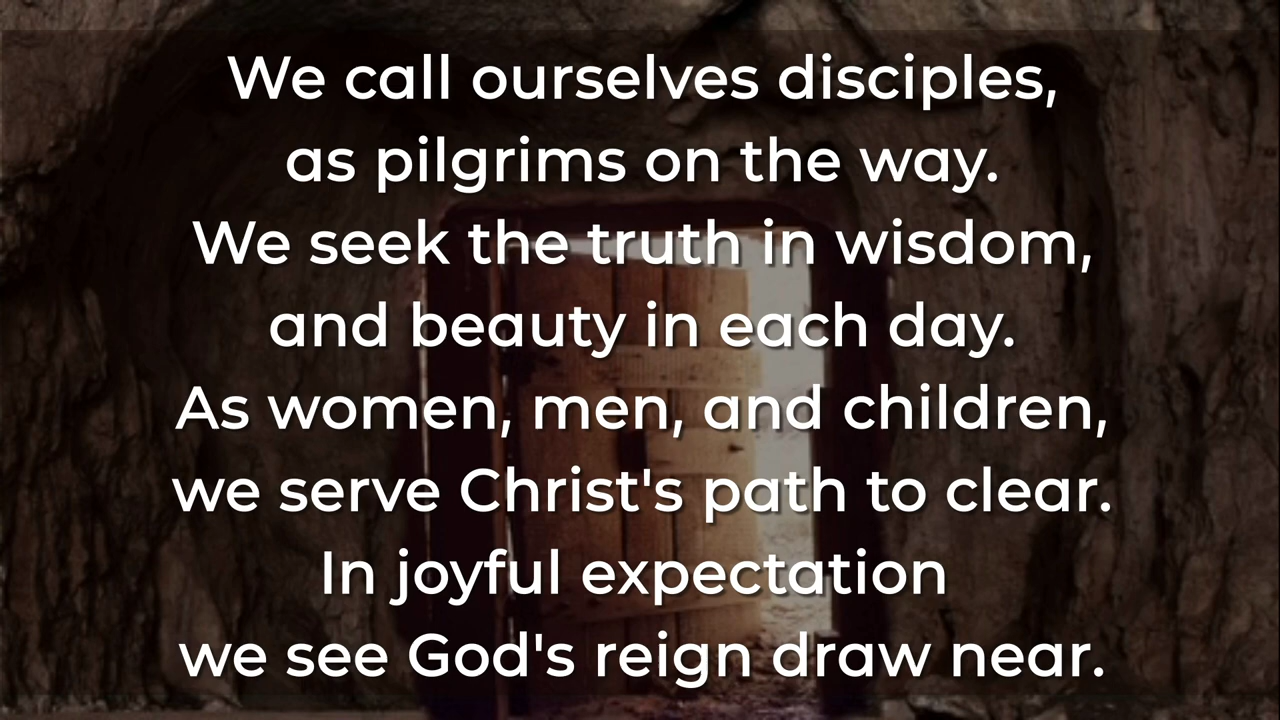 We call ourselves disciples,
as pilgrims on the way.
We seek the truth in wisdom,
and beauty in each day.
As women, men, and children,
we serve Christ's path to clear.
In joyful expectation
we see God's reign draw near.